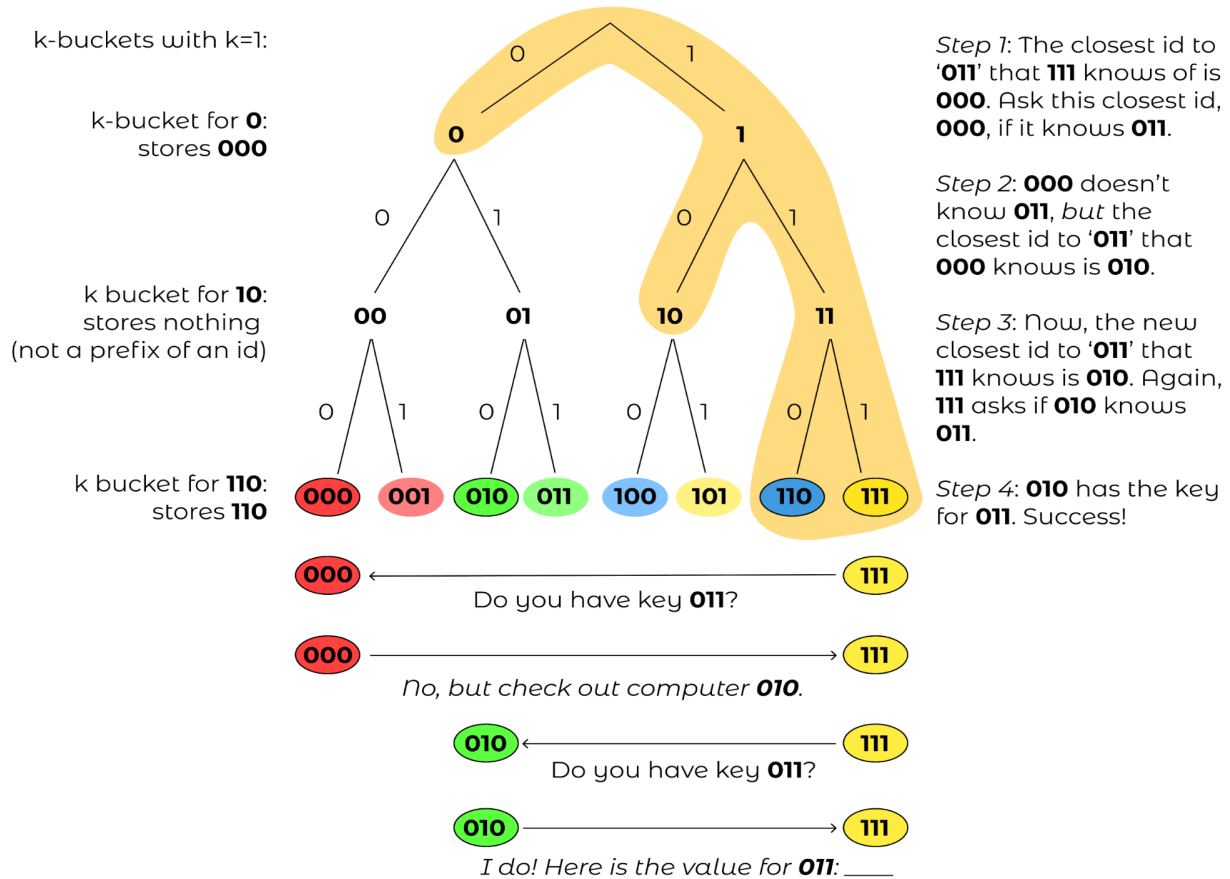 k-buckets with k=1:
k-bucket for 0:
stores 000
k bucket for 10:
stores nothing
(not a prefix of an id)
k bucket for 110:
stores 110
0
1
0
1
0
1
0
1
00
01
10
11
0
1
0
1
0
1
0
1
000
001
010
011
100
101
110
111
Step 1: The closest id to
‘011’ that 111 knows of is
000. Ask this closest id,
000, if it knows 011.
Step 2: 000 doesn’t
know 011, but the
closest id to ‘011’ that
000 knows is 010.
Step 3: Now, the new
closest id to ‘011’ that
111 knows is 010. Again,
111 asks if 010 knows
011.
Step 4: 010 has the key
for 011. Success!
000
111
Do you have key 011?
000
111
No, but check out computer 010.
010
111
Do you have key 011?
010
111
I do! Here is the value for 011: ____